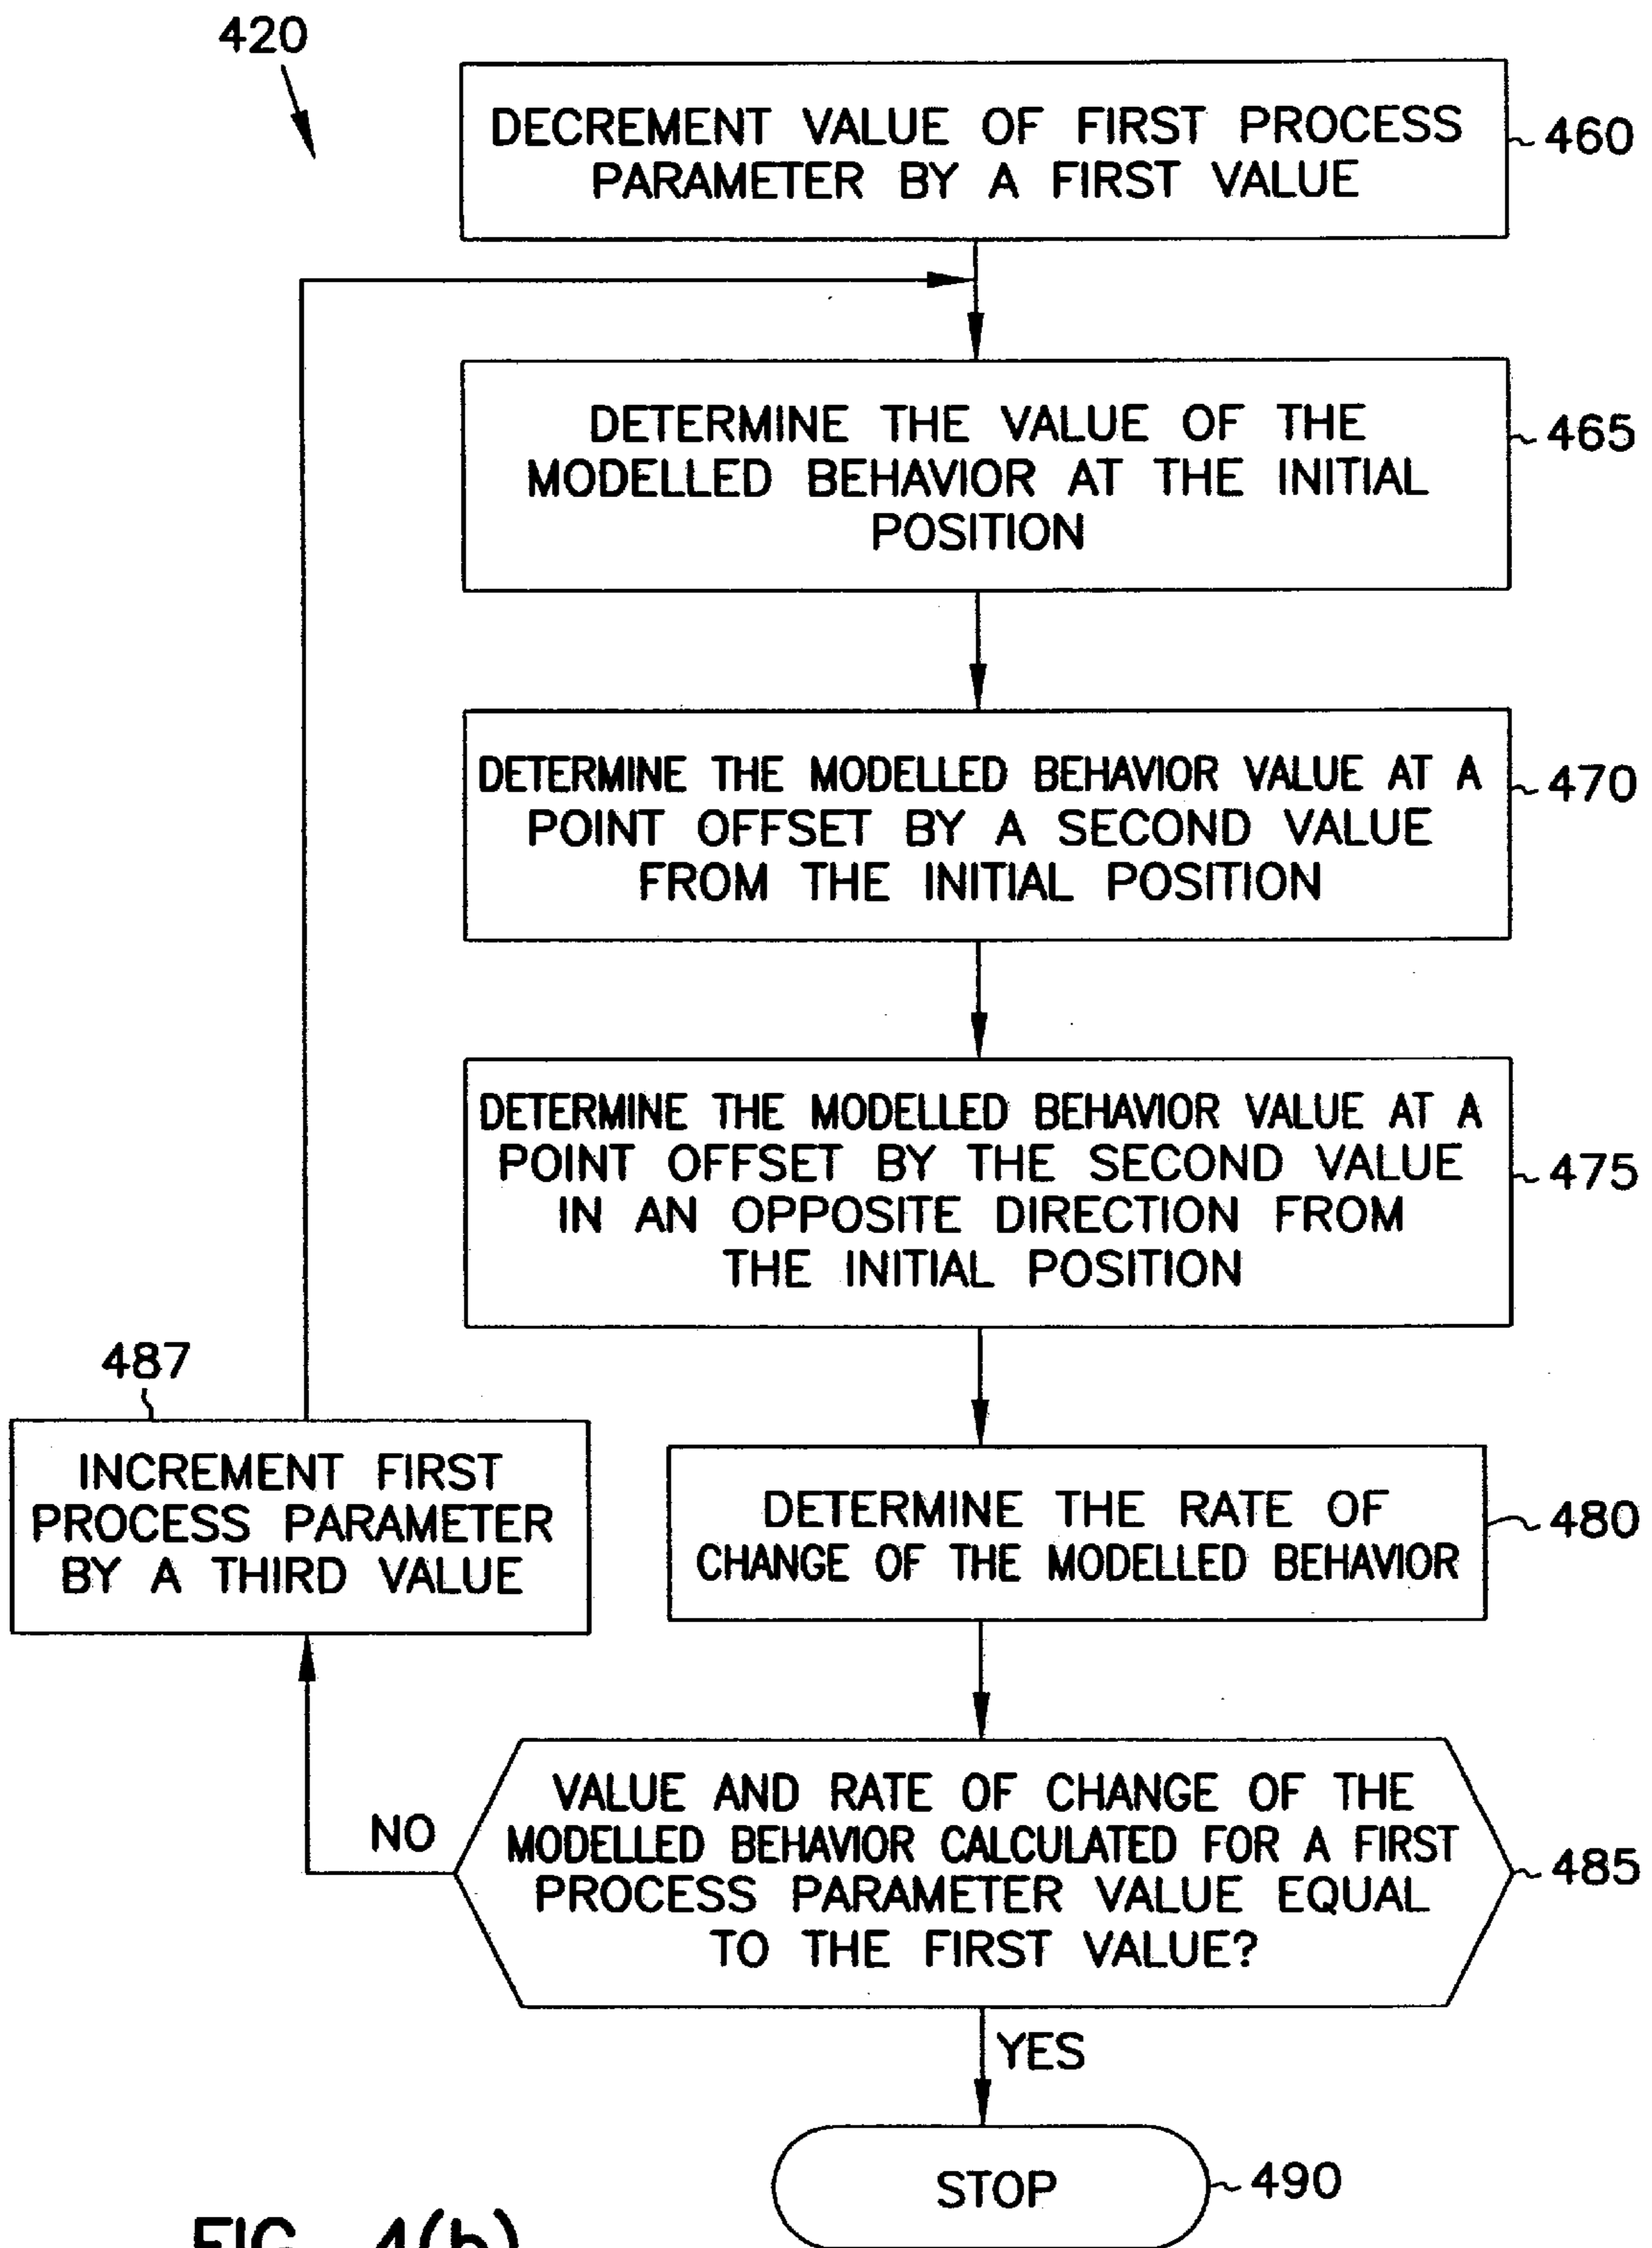 420
DECREMENT VALUE OF FIRST PROCESS
PARAMETER BY A FIRST VALUE
460
DETERMINE THE VALUE OF THE
MODELLED BEHAVIOR AT THE INITIAL
POSITION
465
DETERMINE THE MODELLED BEHAVIOR VALUE AT A
POINT OFFSET BY A SECOND VALUE
FROM THE INITIAL POSITION
470
DETERMINE THE MODELLED BEHAVIOR VALUE AT A
POINT OFFSET BY THE SECOND VALUE
IN AN OPPOSITE DIRECTION FROM
THE INITIAL POSITION
475
487
INCREMENT FIRST
PROCESS PARAMETER
BY A THIRD VALUE
DETERMINE THE RATE OF
CHANGE OF THE MODELLED BEHAVIOR
480
NO
VALUE AND RATE OF CHANGE OF THE
MODELLED BEHAVIOR CALCULATED FOR A FIRST
PROCESS PARAMETER VALUE EQUAL
TO THE FIRST VALUE?
485
YES
STOP
490
FIG. 4(b)